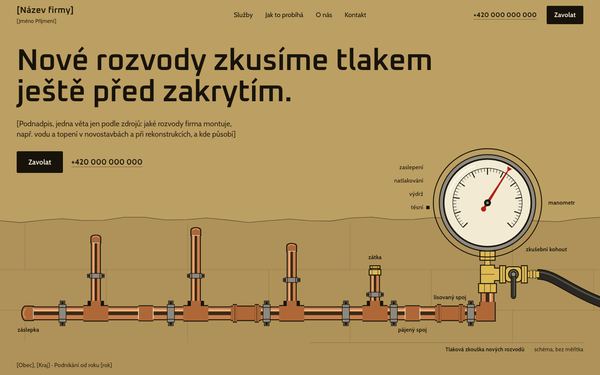 [Název firmy]
[Jméno Příjmení]
Služby
Jak to probíhá
O nás
Kontakt
+420 000 000 000
Zavolat
Nové rozvody zkusíme tlakem
ještě před zakrytím.
[Podnadpis, jedna věta jen podle zdrojů: jaké rozvody firma montuje,
např. vodu a topení v novostavbách a při rekonstrukcích, a kde působí]
Zavolat
+420 000 000 000
zaslepení
natlakování
výdrž
těsní
manometr
zkušební kohout
zátka
lisovaný spoj
záslepka
pájený spoj
Tlaková zkouška nových rozvodů
schéma, bez měřítka
[Obec], [Kraj] · Podnikání od roku [rok]